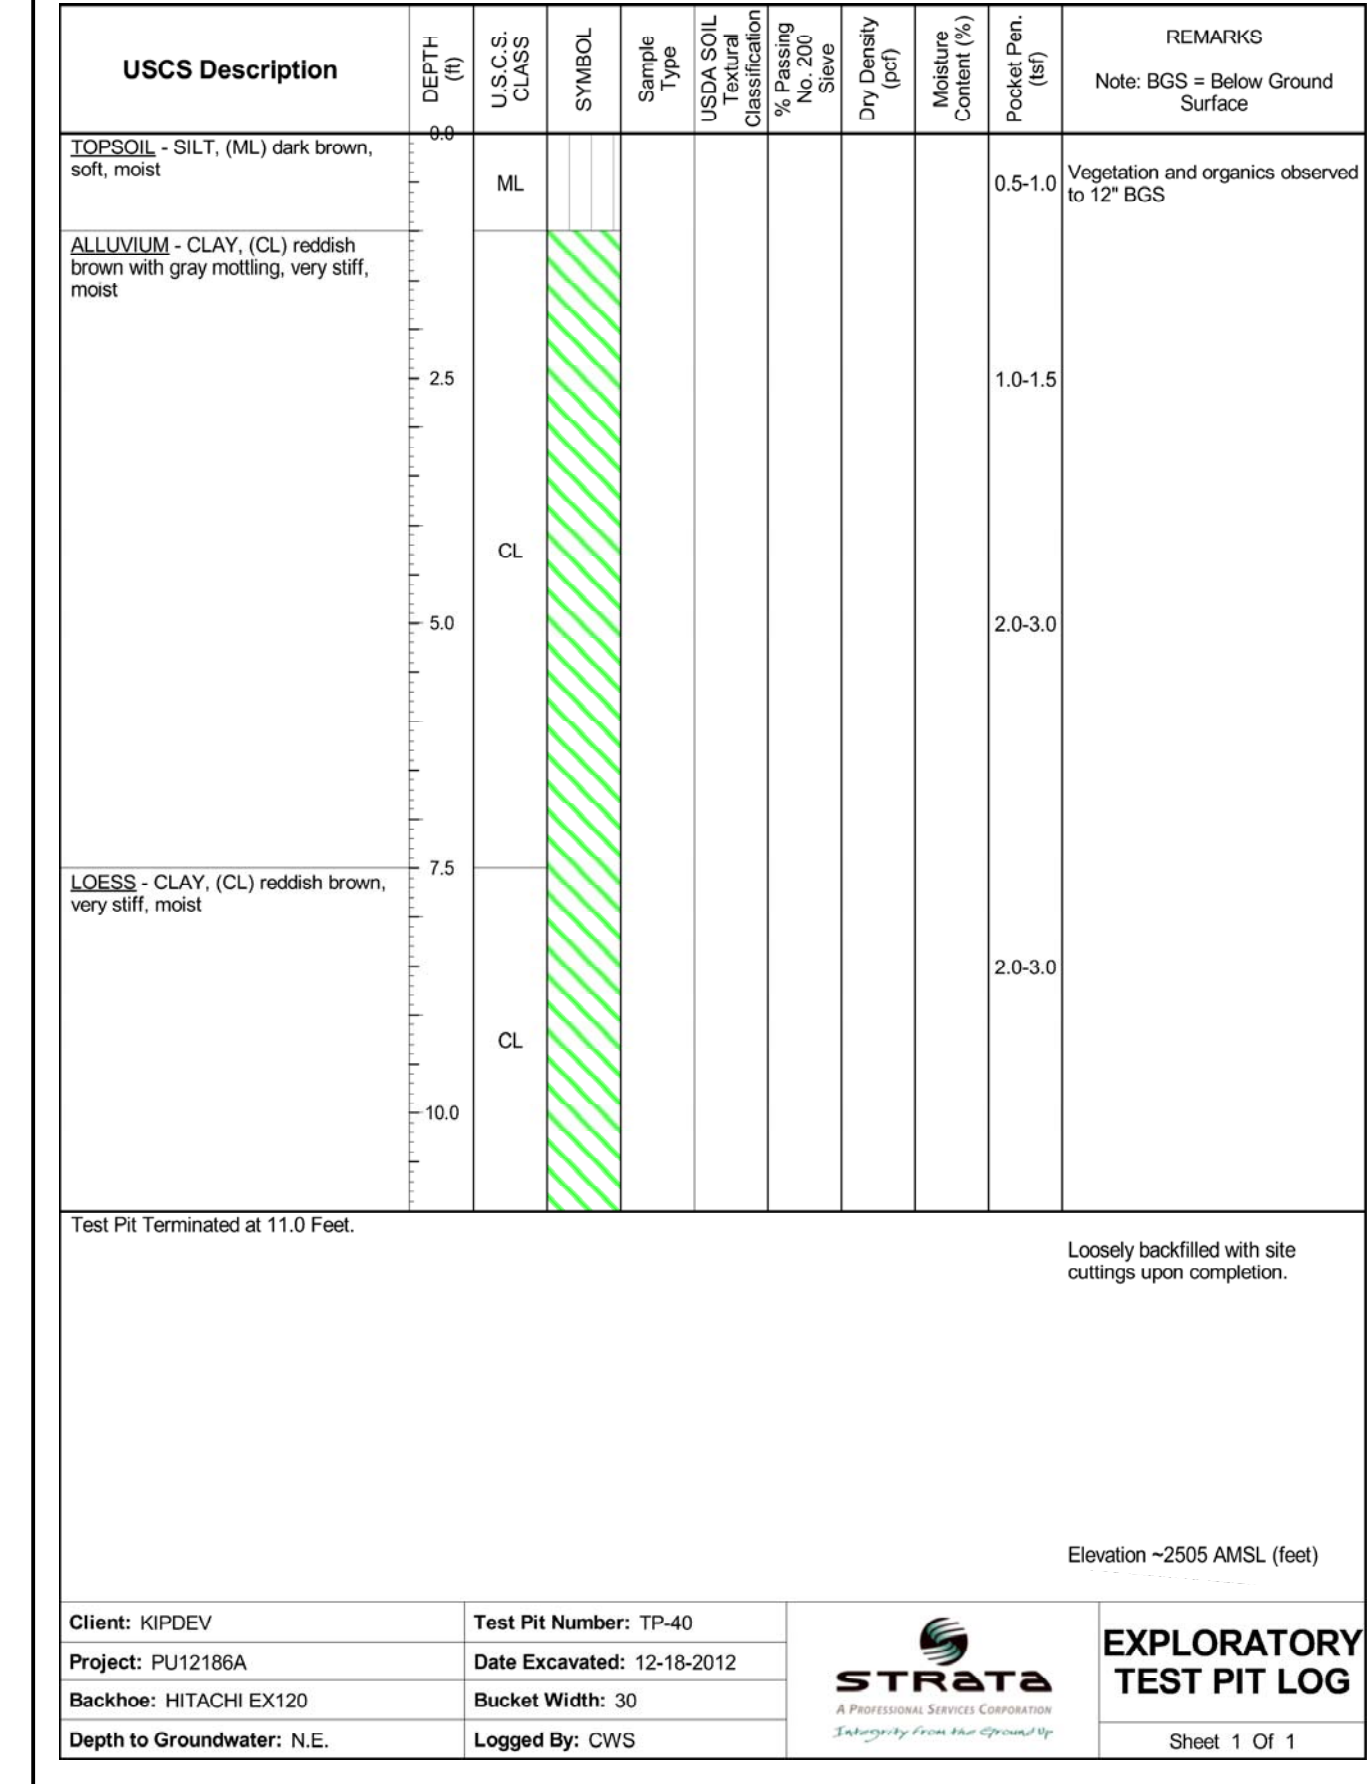 USCS Description
DEPTH
(ft)
U.S.C.S.
CLASS
SYMBOL
Sample
Type
USDA SOIL
Textural
Classification
% Passing
No. 200
Sieve
Dry Density
(pcf)
Moisture
Content (%)
Pocket Pen.
(tsf)
REMARKS
Note: BGS = Below Ground
Surface
0.0
TOPSOIL - SILT, (ML) dark brown,
soft, moist
ML
0.5-1.0
Vegetation and organics observed
to 12" BGS
ALLUVIUM - CLAY, (CL) reddish
brown with gray mottling, very stiff,
moist
2.5
1.0-1.5
CL
5.0
2.0-3.0
7.5
LOESS - CLAY, (CL) reddish brown,
very stiff, moist
2.0-3.0
CL
10.0
Test Pit Terminated at 11.0 Feet.
Loosely backfilled with site
cuttings upon completion.
Elevation ~2505 AMSL (feet)
Client: KIPDEV
Test Pit Number: TP-40
Project: PU12186A
Date Excavated: 12-18-2012
Backhoe: HITACHI EX120
Bucket Width: 30
Depth to Groundwater: N.E.
Logged By: CWS
STRATA
A PROFESSIONAL SERVICES CORPORATION
Integrity from the Ground Up
EXPLORATORY
TEST PIT LOG
Sheet 1 Of 1